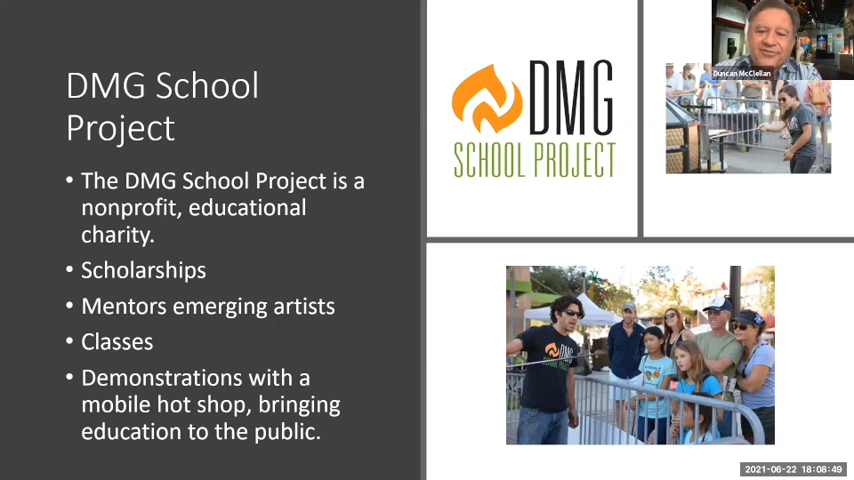 DMG School
Project
• The DMG School Project is a
nonprofit, educational
charity.
• Scholarships
• Mentors emerging artists
• Classes
• Demonstrations with a
mobile hot shop, bringing
education to the public.
DMG
SCHOOL PROJECT
Duncan McClellan
DMG
2021-06-22 18:08:49